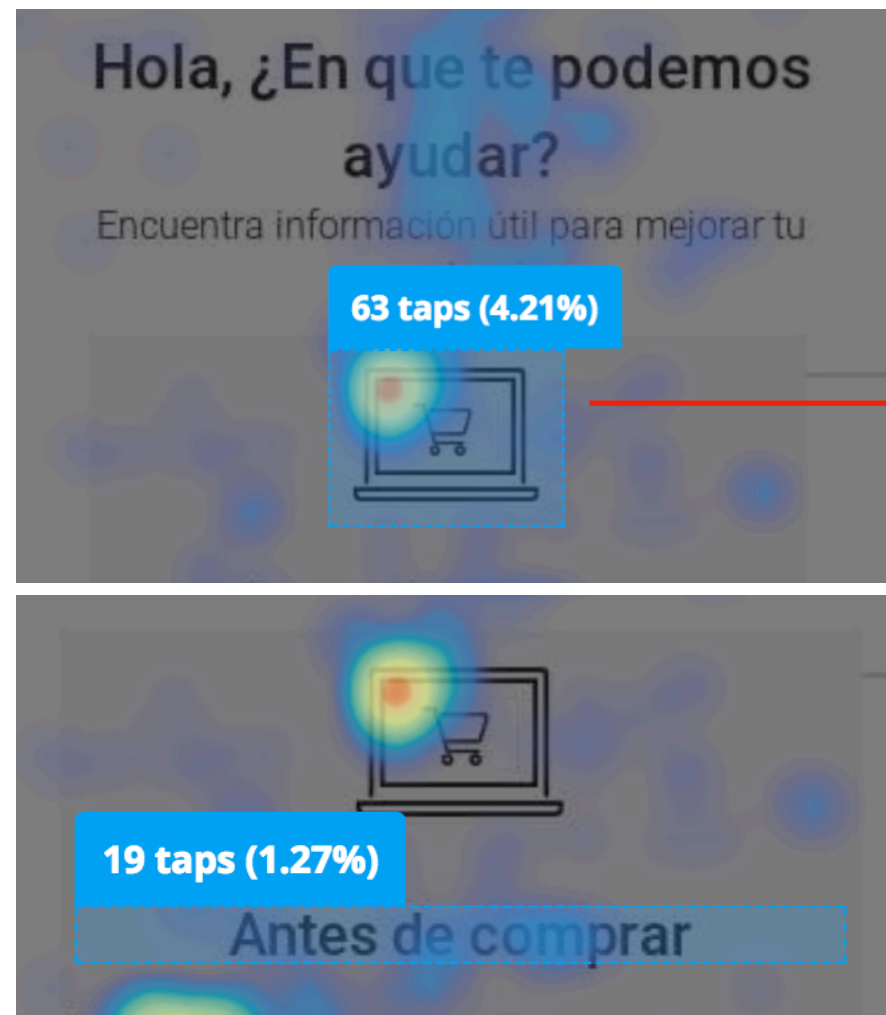 Hola, ¿En que te podemos
ayudar?
Encuentra información útil para mejorar tu
63 taps (4.21%)
19 taps (1.27%)
Antes de comprar